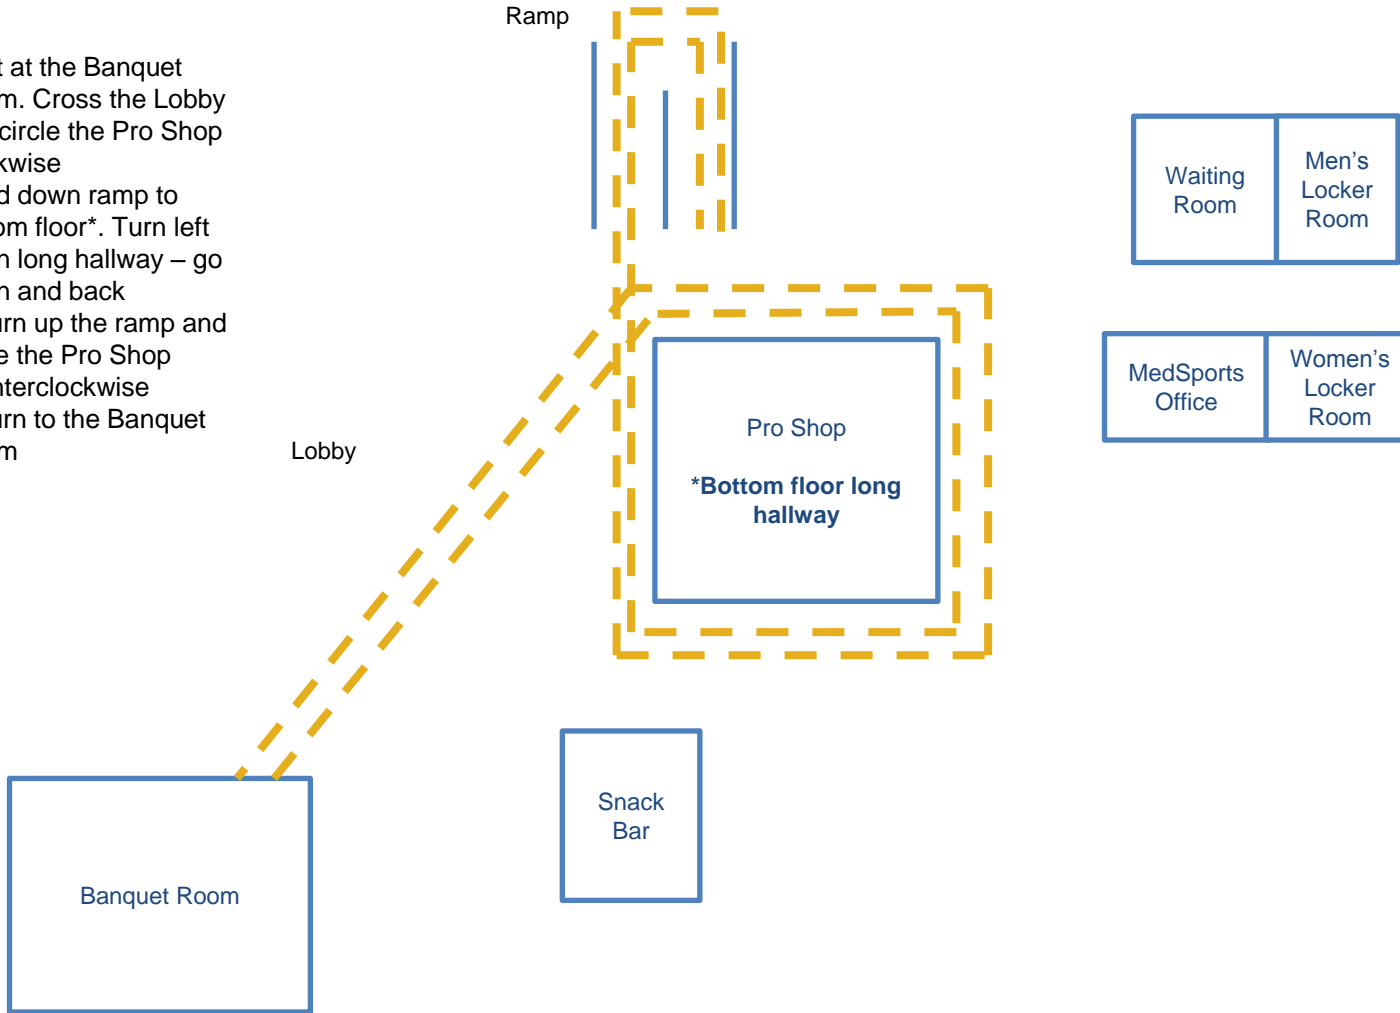 Ramp
t at the Banquet
m. Cross the Lobby
circle the Pro Shop
kwise
d down ramp to
om floor*. Turn left
n long hallway – go
n and back
urn up the ramp and
e the Pro Shop
nterclockwise
urn to the Banquet
m
Lobby
Waiting
Room
Men's
Locker
Room
MedSports
Office
Women's
Locker
Room
Pro Shop
*Bottom floor long
hallway
Snack
Bar
Banquet Room